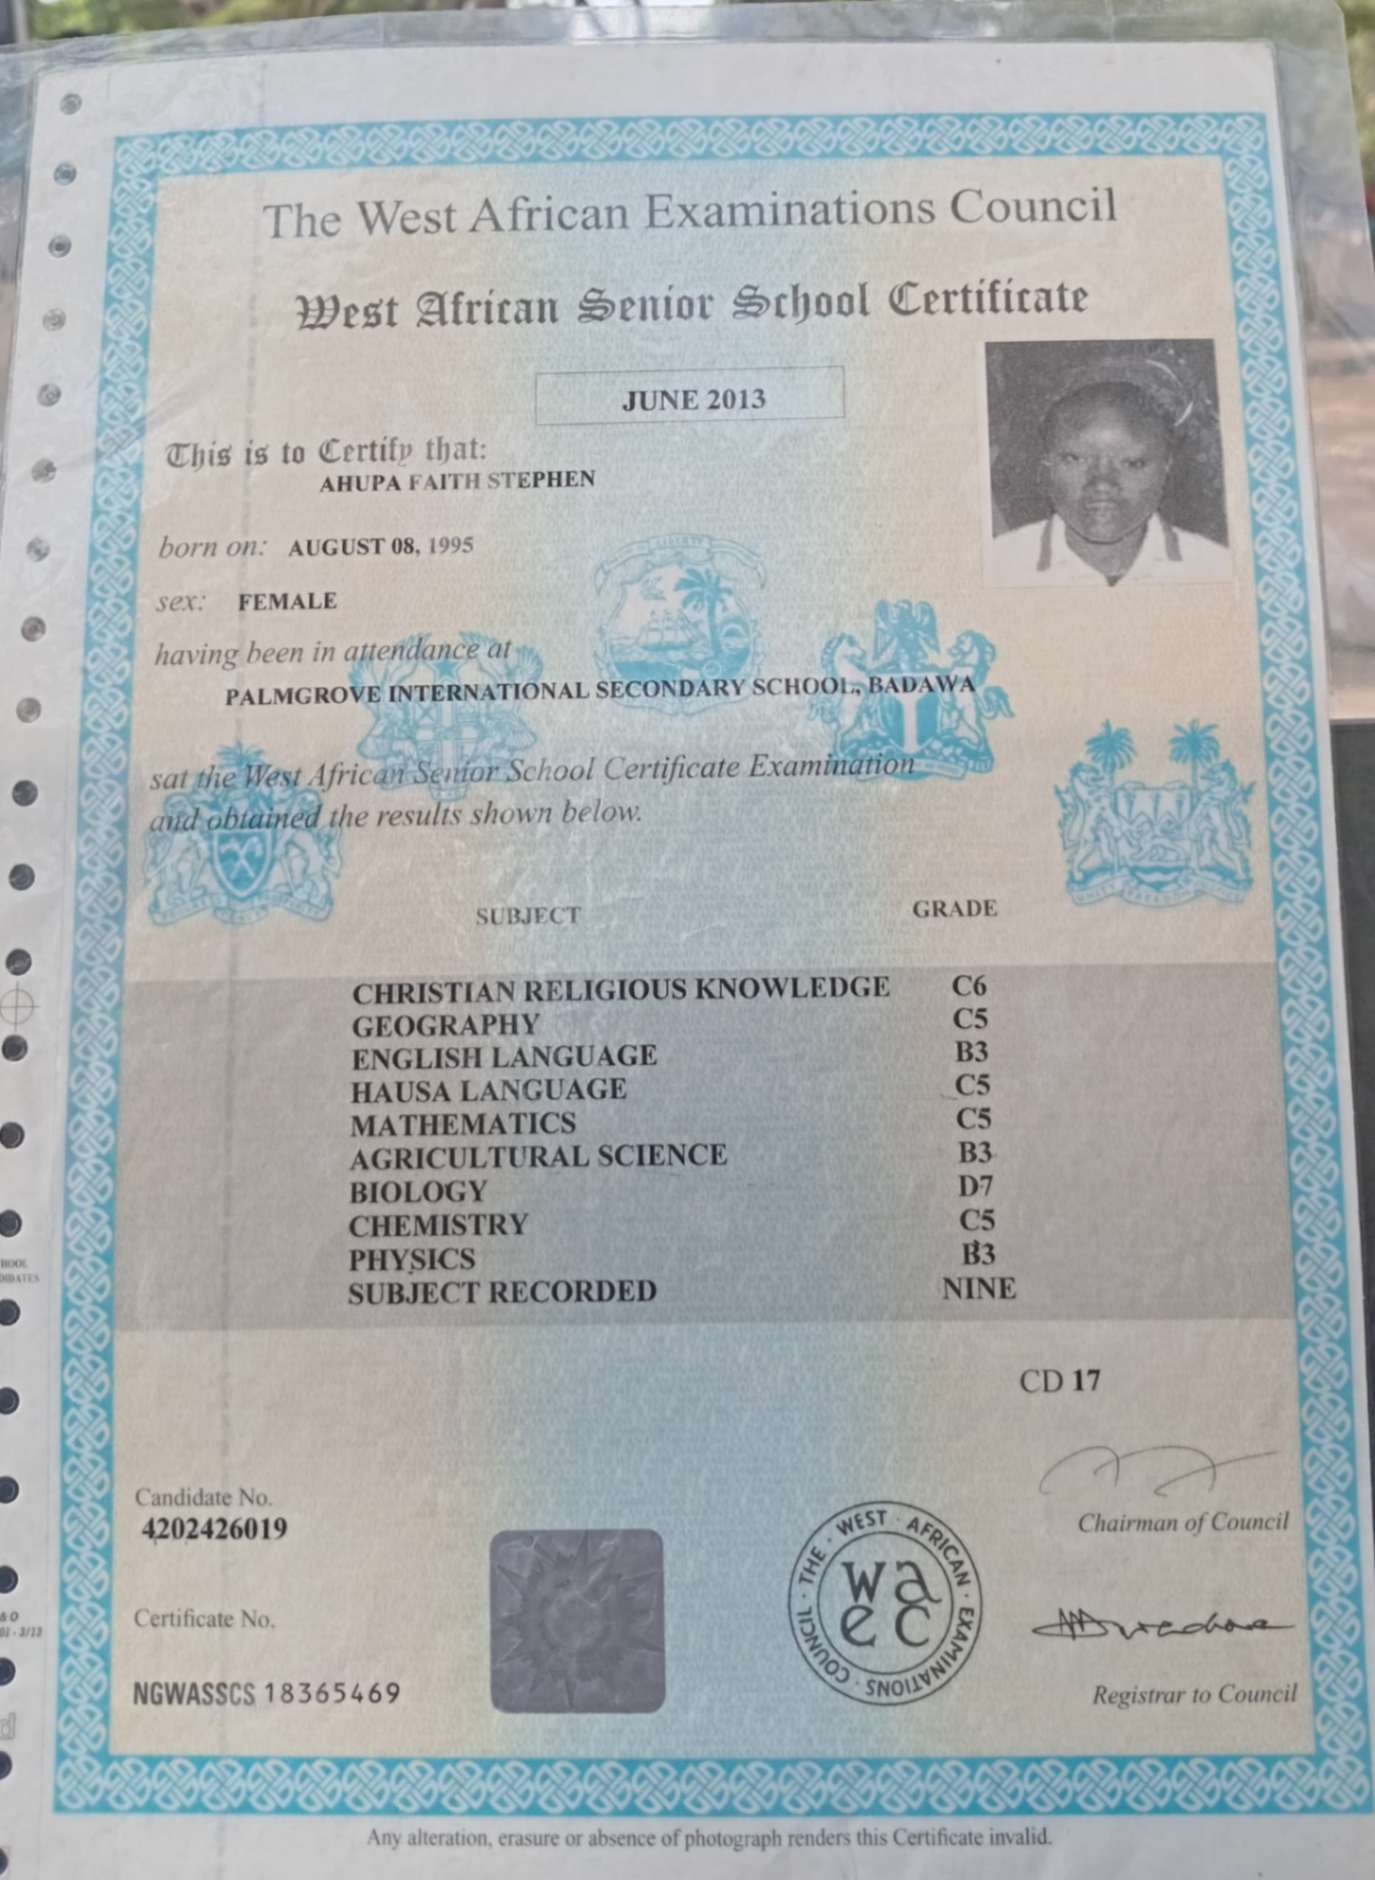 The West African Examinations Council
West African Senior School Certificate
JUNE 2013
This is to Certify that:
AHUPA FAITH STEPHEN
born on: AUGUST 08, 1995
sex: FEMALE
having been in attendance at
PALMGROVE INTERNATIONAL SECONDARY SCHOOL, BADAWA
sat the West African Senior School Certificate Examination
and obtained the results shown below.
SUBJECT GRADE
CHRISTIAN RELIGIOUS KNOWLEDGE C6
GEOGRAPHY C5
ENGLISH LANGUAGE B3
HAUSA LANGUAGE C5
MATHEMATICS C5
AGRICULTURAL SCIENCE B3
BIOLOGY D7
CHEMISTRY C5
PHYSICS B3
SUBJECT RECORDED NINE
CD 17
Candidate No.
4202426019
Chairman of Council
Certificate No.
NGWASSCS 18365469
THE · WEST · AFRICAN · EXAMINATIONS · COUNCIL
waec
Registrar to Council
Any alteration, erasure or absence of photograph renders this Certificate invalid.